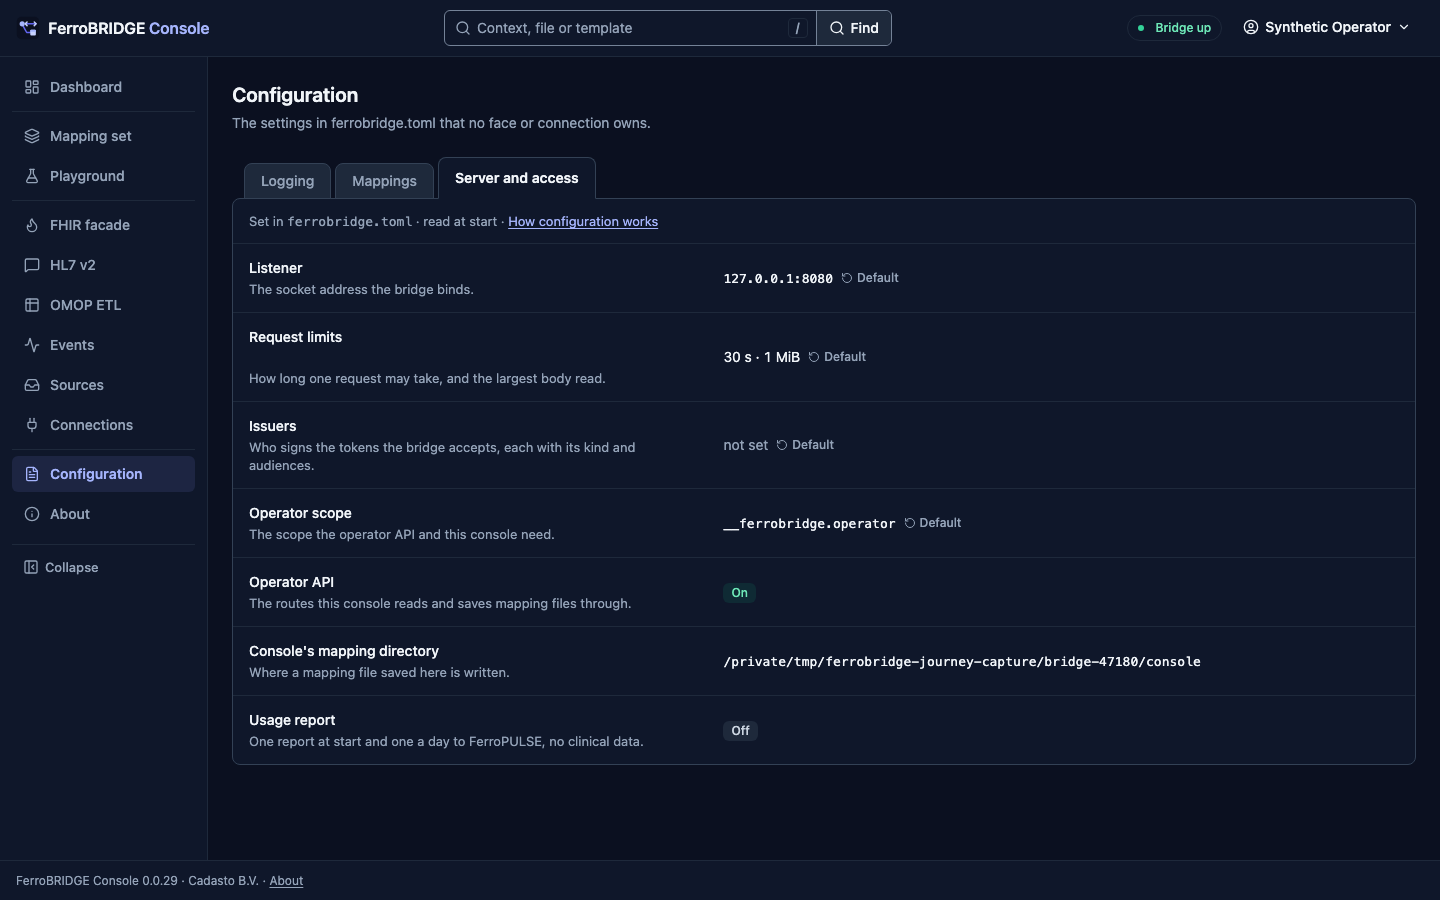 FerroBRIDGE Console
Context, file or template
/
Find
Bridge up
Synthetic Operator
Dashboard
Mapping set
Playground
FHIR facade
HL7 v2
OMOP ETL
Events
Sources
Connections
Configuration
About
Collapse
Configuration
The settings in ferrobridge.toml that no face or connection owns.
Logging
Mappings
Server and access
Set in ferrobridge.toml · read at start · How configuration works
Listener
The socket address the bridge binds.
127.0.0.1:8080 Default
Request limits
How long one request may take, and the largest body read.
30 s · 1 MiB Default
Issuers
Who signs the tokens the bridge accepts, each with its kind and
audiences.
not set Default
Operator scope
The scope the operator API and this console need.
__ferrobridge.operator Default
Operator API
The routes this console reads and saves mapping files through.
On
Console's mapping directory
Where a mapping file saved here is written.
/private/tmp/ferrobridge-journey-capture/bridge-47180/console
Usage report
One report at start and one a day to FerroPULSE, no clinical data.
Off
FerroBRIDGE Console 0.0.29 · Cadasto B.V. · About